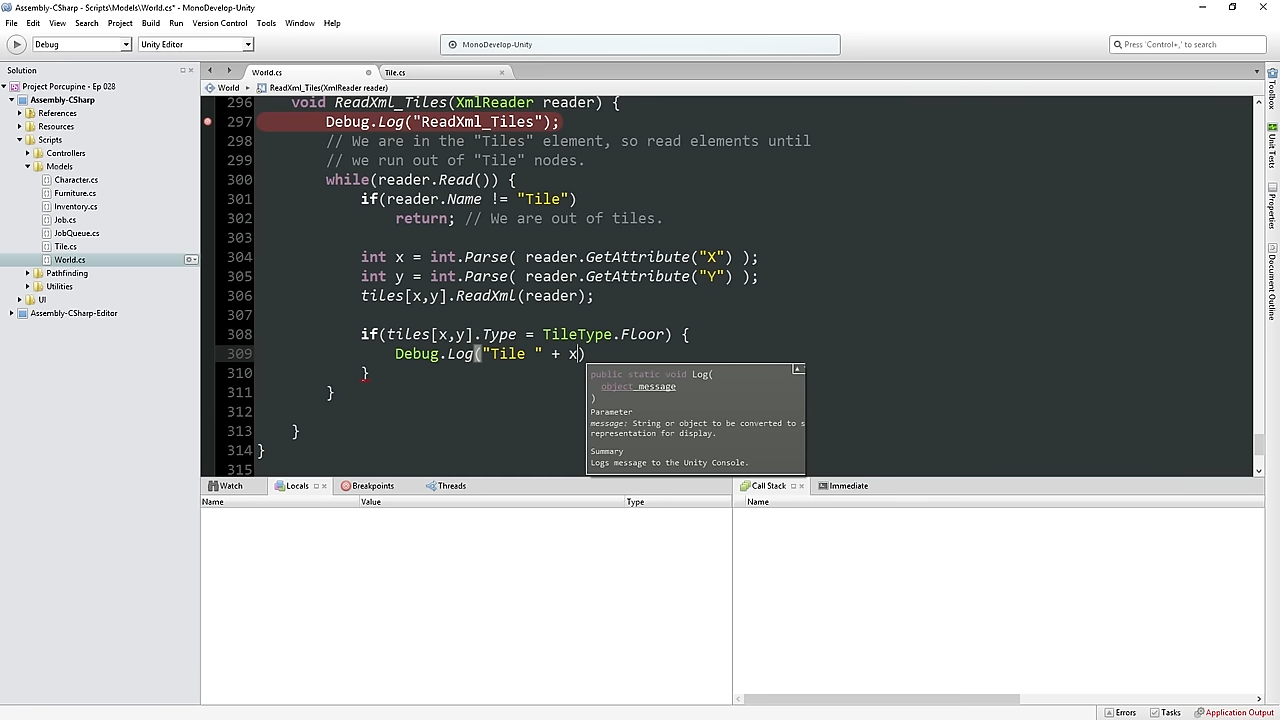 Assembly-CSharp - Scripts\Models\World.cs* - MonoDevelop-Unity
File Edit View Search Project Build Run Version Control Tools Window Help
Debug Unity Editor MonoDevelop-Unity Press 'Control+,' to search
Solution
Project Porcupine - Ep 028
Assembly-CSharp
References
Resources
Scripts
Controllers
Models
Character.cs
Furniture.cs
Inventory.cs
Job.cs
JobQueue.cs
Tile.cs
World.cs
Pathfinding
Utilities
UI
Assembly-CSharp-Editor
World.cs Tile.cs
World ReadXml_Tiles(XmlReader reader)
296 void ReadXml_Tiles(XmlReader reader) {
297 Debug.Log("ReadXml_Tiles");
298 // We are in the "Tiles" element, so read elements until
299 // we run out of "Tile" nodes.
300 while(reader.Read()) {
301 if(reader.Name != "Tile")
302 return; // We are out of tiles.
303
304 int x = int.Parse( reader.GetAttribute("X") );
305 int y = int.Parse( reader.GetAttribute("Y") );
306 tiles[x,y].ReadXml(reader);
307
308 if(tiles[x,y].Type = TileType.Floor) {
309 Debug.Log("Tile " + x)
310 }
311 }
312
313 }
314 }
315
public static void Log(
object message
)
Parameter
message: String or object to be converted to s
representation for display.
Summary
Logs message to the Unity Console.
Toolbox
Unit Tests
Properties
Document Outline
Watch Locals Breakpoints Threads
Name Value Type
Call Stack Immediate
Name
Errors Tasks Application Output